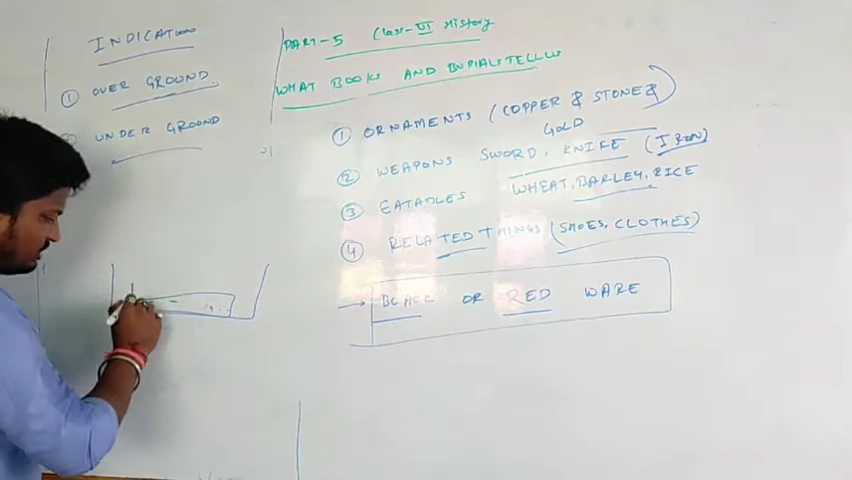 INDICATION
① OVER GROUND
UNDER GROUND
PART-5 Class-VI History
WHAT BOOKS AND BURIALS TELL US
① ORNAMENTS (COPPER & STONE &)
GOLD
② WEAPONS SWORD, KNIFE (IRON)
③ EATABLES WHEAT, BARLEY, RICE
④ RELATED THINGS (SHOES, CLOTHES)
→ BLACK OR RED WARE